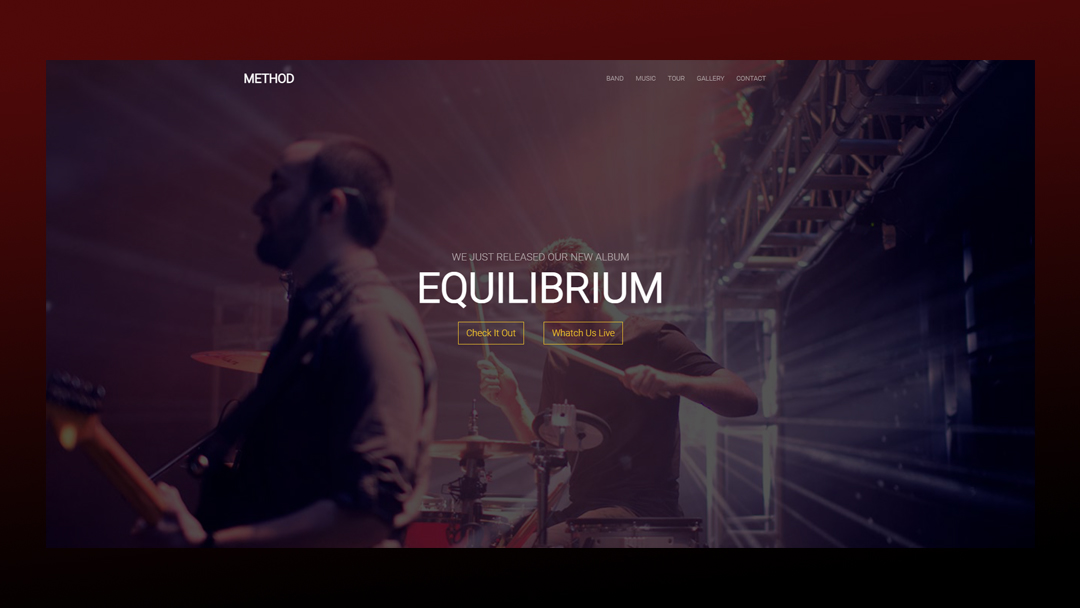 METHOD
BAND MUSIC TOUR GALLERY CONTACT
WE JUST RELEASED OUR NEW ALBUM
EQUILIBRIUM
Check It Out Whatch Us Live